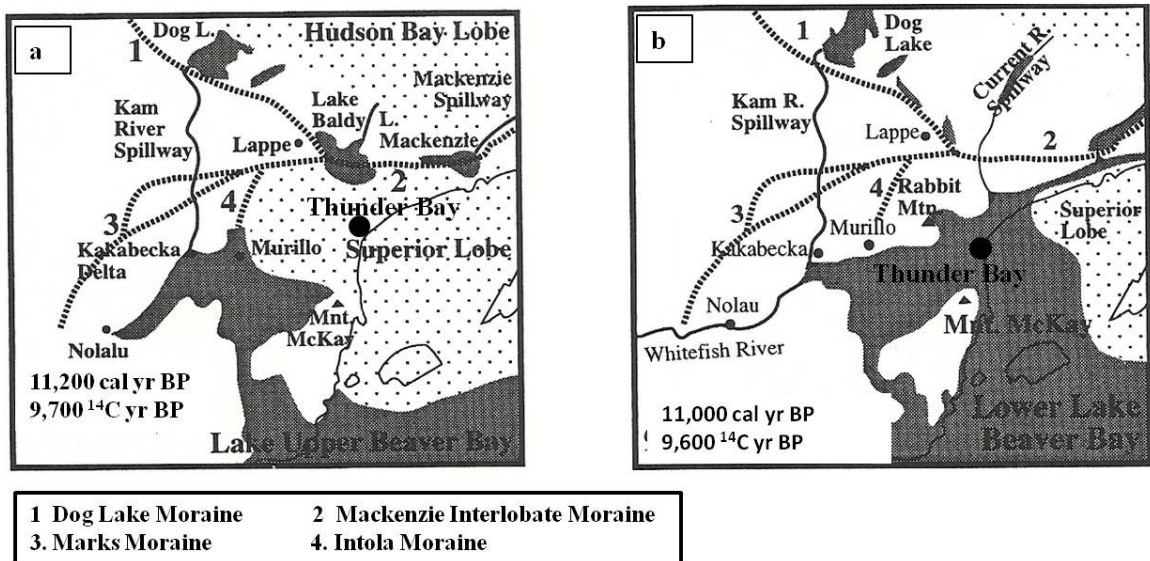 a
1
Dog L.
Hudson Bay Lobe
Mackenzie
Spillway
Kam
River
Spillway
Lake
Baldy
L.
Mackenzie
Lappe
2
3
4
Thunder Bay
Superior Lobe
Kakabecka
Delta
Murillo
Mnt.
McKay
Nolalu
11,200 cal yr BP
9,700 ¹⁴C yr BP
Lake Upper Beaver Bay
b
1
Dog
Lake
Current R.
Spillway
Kam R.
Spillway
Lappe
2
3
4
Rabbit
Mtn.
Superior
Lobe
Kakabecka
Murillo
Thunder Bay
Nolau
Mnt. McKay
Whitefish River
11,000 cal yr BP
9,600 ¹⁴C yr BP
Lower Lake
Beaver Bay
1 Dog Lake Moraine 2 Mackenzie Interlobate Moraine
3. Marks Moraine 4. Intola Moraine